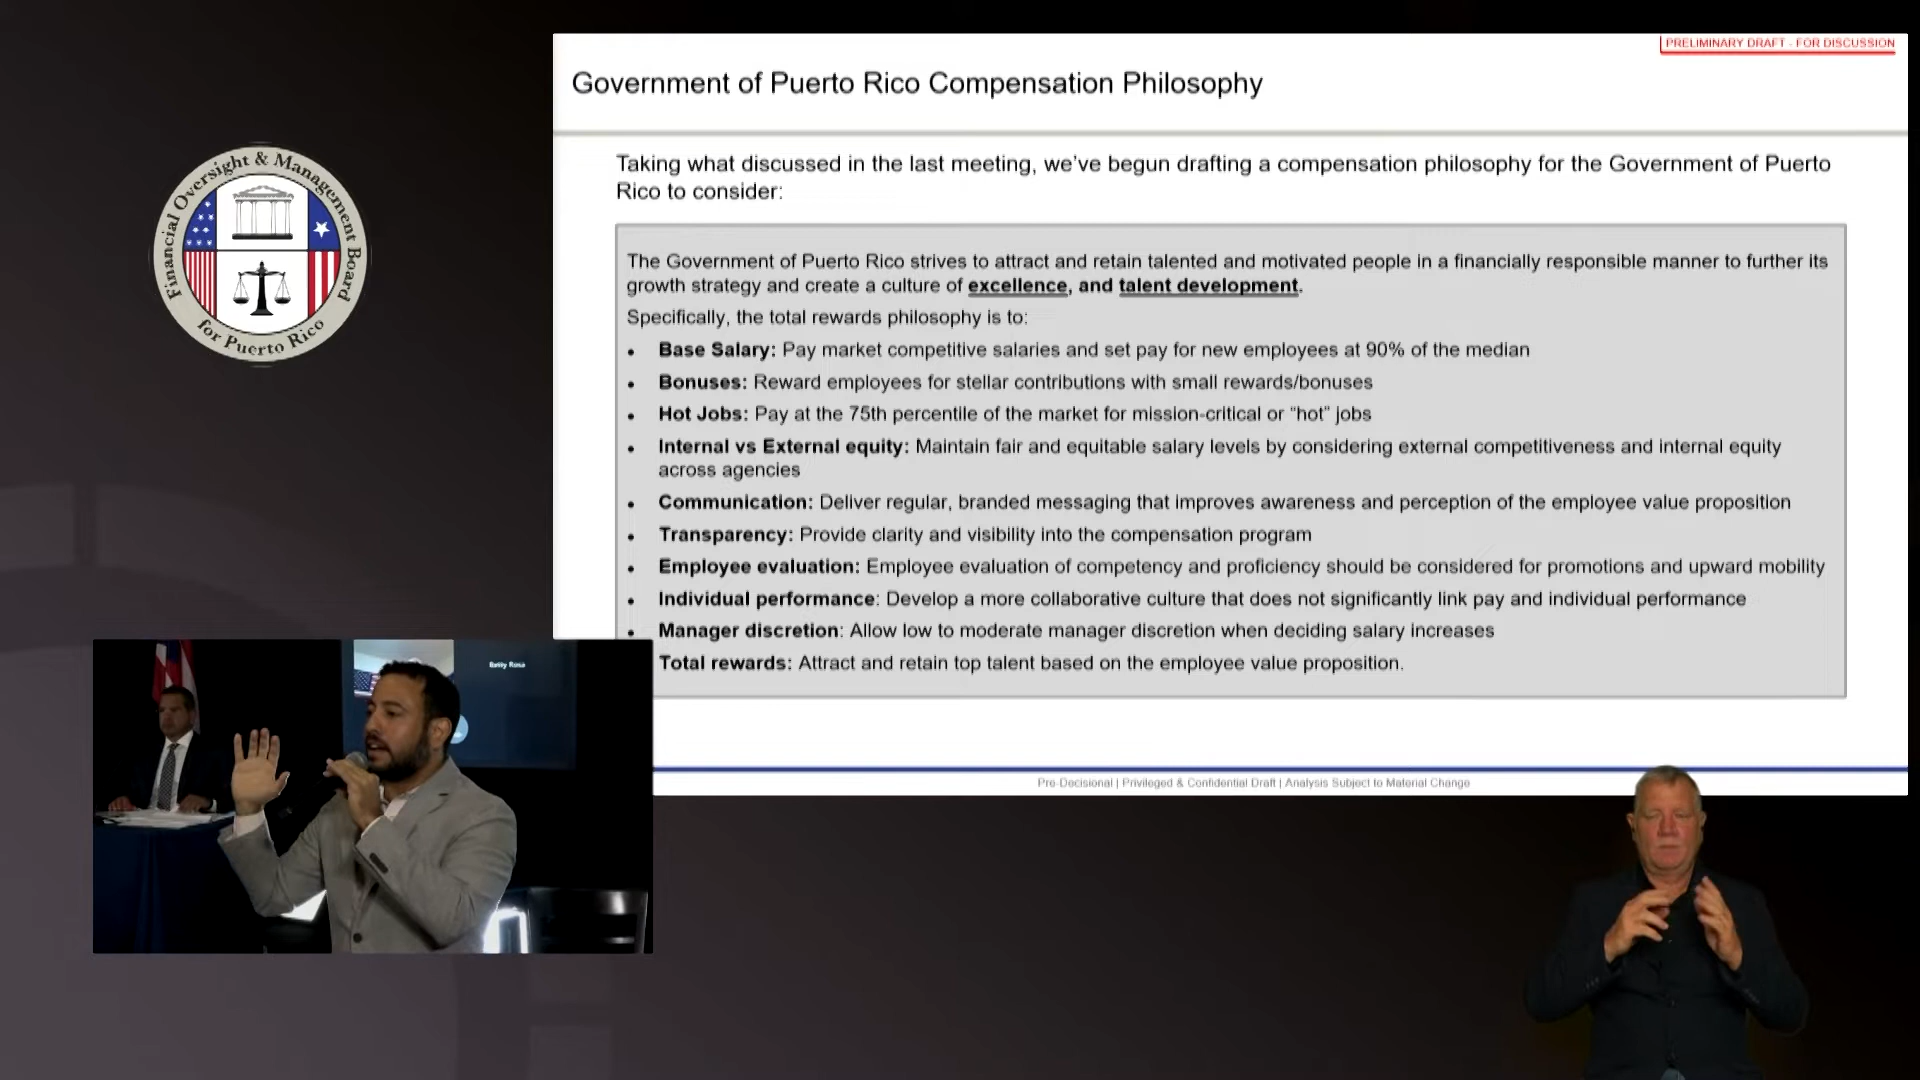 PRELIMINARY DRAFT - FOR DISCUSSION
Government of Puerto Rico Compensation Philosophy
Taking what discussed in the last meeting, we've begun drafting a compensation philosophy for the Government of Puerto
Rico to consider:
The Government of Puerto Rico strives to attract and retain talented and motivated people in a financially responsible manner to further its
growth strategy and create a culture of excellence, and talent development.
Specifically, the total rewards philosophy is to:
• Base Salary: Pay market competitive salaries and set pay for new employees at 90% of the median
• Bonuses: Reward employees for stellar contributions with small rewards/bonuses
• Hot Jobs: Pay at the 75th percentile of the market for mission-critical or "hot" jobs
• Internal vs External equity: Maintain fair and equitable salary levels by considering external competitiveness and internal equity
across agencies
• Communication: Deliver regular, branded messaging that improves awareness and perception of the employee value proposition
• Transparency: Provide clarity and visibility into the compensation program
• Employee evaluation: Employee evaluation of competency and proficiency should be considered for promotions and upward mobility
• Individual performance: Develop a more collaborative culture that does not significantly link pay and individual performance
• Manager discretion: Allow low to moderate manager discretion when deciding salary increases
Total rewards: Attract and retain top talent based on the employee value proposition.
Pre-Decisional | Privileged & Confidential Draft | Analysis Subject to Material Change
Financial Oversight & Management Board
for Puerto Rico
Betty Rosa